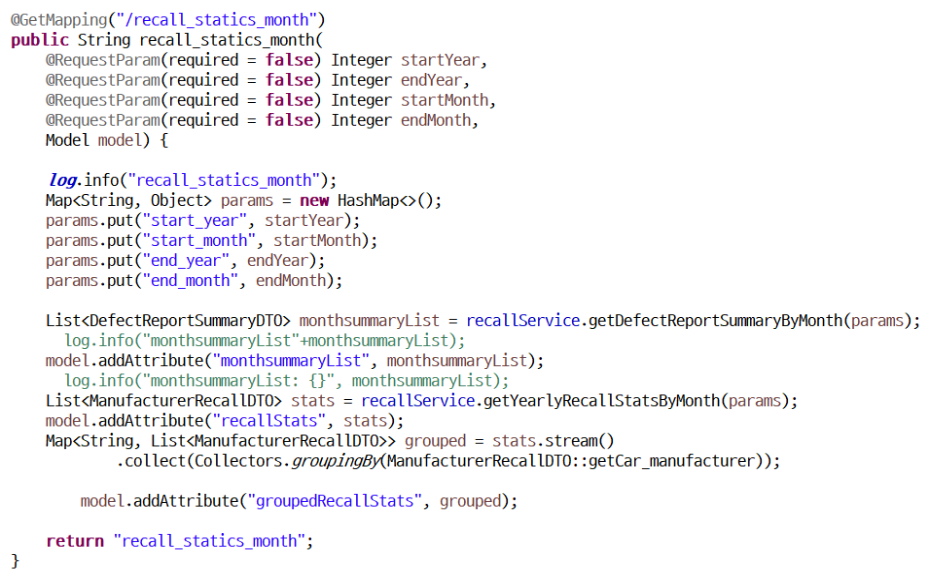 @GetMapping("/recall_statics_month")
public String recall_statics_month(
@RequestParam(required = false) Integer startYear,
@RequestParam(required = false) Integer endYear,
@RequestParam(required = false) Integer startMonth,
@RequestParam(required = false) Integer endMonth,
Model model) {
log.info("recall_statics_month");
Map<String, Object> params = new HashMap<>();
params.put("start_year", startYear);
params.put("start_month", startMonth);
params.put("end_year", endYear);
params.put("end_month", endMonth);
List<DefectReportSummaryDTO> monthsummaryList = recallService.getDefectReportSummaryByMonth(params);
log.info("monthsummaryList"+monthsummaryList);
model.addAttribute("monthsummaryList", monthsummaryList);
log.info("monthsummaryList: {}", monthsummaryList);
List<ManufacturerRecallDTO> stats = recallService.getYearlyRecallStatsByMonth(params);
model.addAttribute("recallStats", stats);
Map<String, List<ManufacturerRecallDTO>> grouped = stats.stream()
.collect(Collectors.groupingBy(ManufacturerRecallDTO::getCar_manufacturer));
model.addAttribute("groupedRecallStats", grouped);
return "recall_statics_month";
}